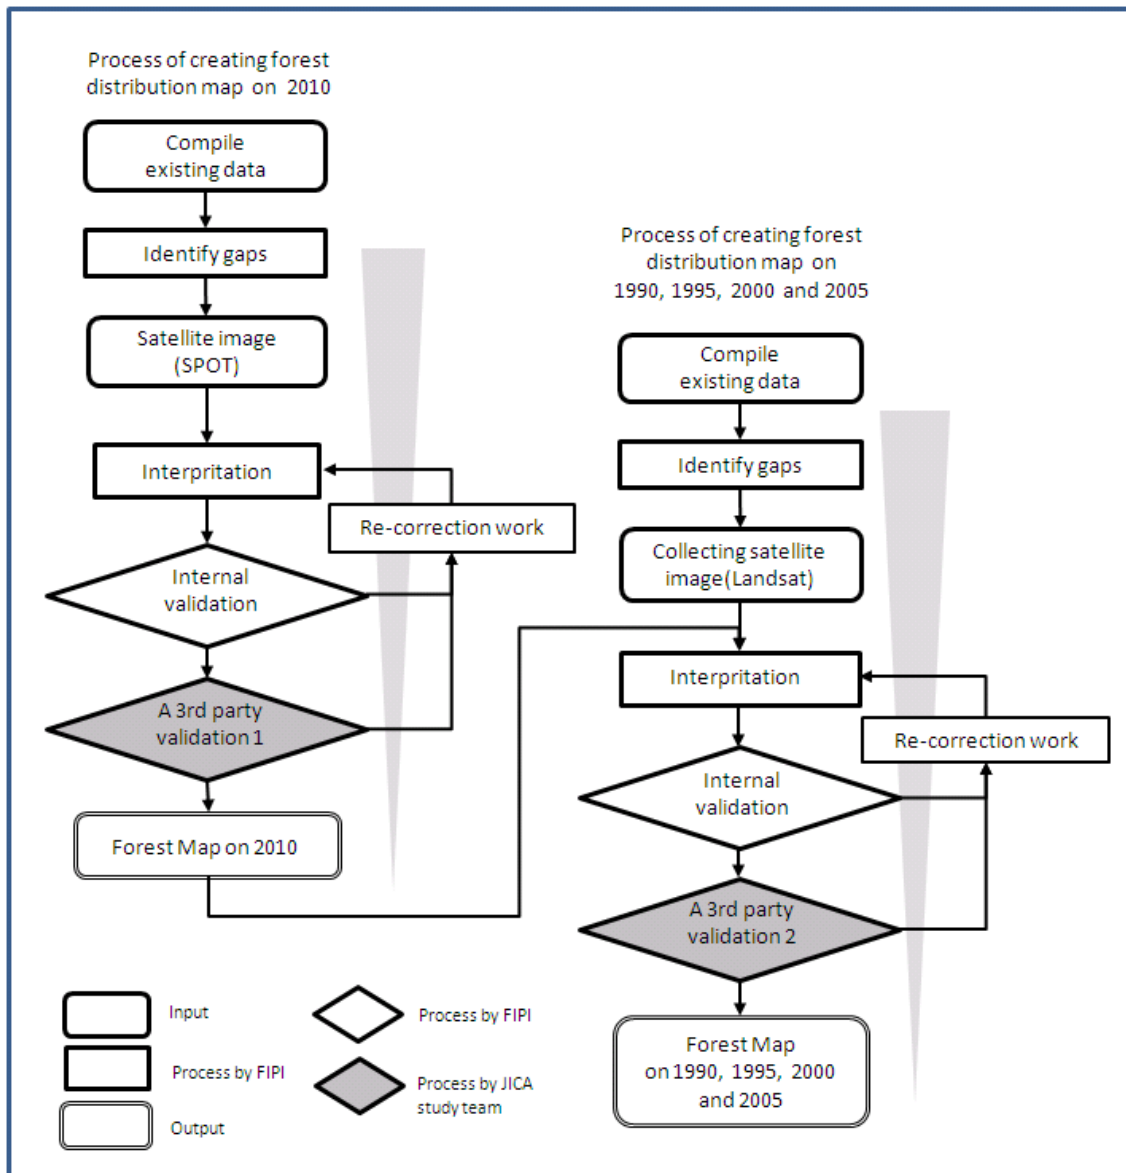 Process of creating forest
distribution map on 2010
Compile
existing data
Identify gaps
Satellite image
(SPOT)
Interpritation
Re-correction work
Internal
validation
A 3rd party
validation 1
Forest Map on 2010
Process of creating forest
distribution map on
1990, 1995, 2000 and 2005
Compile
existing data
Identify gaps
Collecting satellite
image(Landsat)
Interpritation
Re-correction work
Internal
validation
A 3rd party
validation 2
Forest Map
on 1990, 1995, 2000
and 2005
Input
Process by FIPI
Output
Process by FIPI
Process by JICA
study team